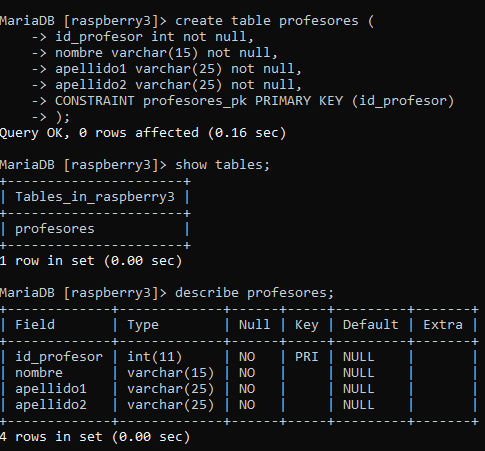 MariaDB [raspberry3]> create table profesores (
    -> id_profesor int not null,
    -> nombre varchar(15) not null,
    -> apellido1 varchar(25) not null,
    -> apellido2 varchar(25) not null,
    -> CONSTRAINT profesores_pk PRIMARY KEY (id_profesor)
    -> );
Query OK, 0 rows affected (0.16 sec)

MariaDB [raspberry3]> show tables;
+----------------------+
| Tables_in_raspberry3 |
+----------------------+
| profesores           |
+----------------------+
1 row in set (0.00 sec)

MariaDB [raspberry3]> describe profesores;
+-------------+-------------+------+-----+---------+-------+
| Field       | Type        | Null | Key | Default | Extra |
+-------------+-------------+------+-----+---------+-------+
| id_profesor | int(11)     | NO   | PRI | NULL    |       |
| nombre      | varchar(15) | NO   |     | NULL    |       |
| apellido1   | varchar(25) | NO   |     | NULL    |       |
| apellido2   | varchar(25) | NO   |     | NULL    |       |
+-------------+-------------+------+-----+---------+-------+
4 rows in set (0.00 sec)